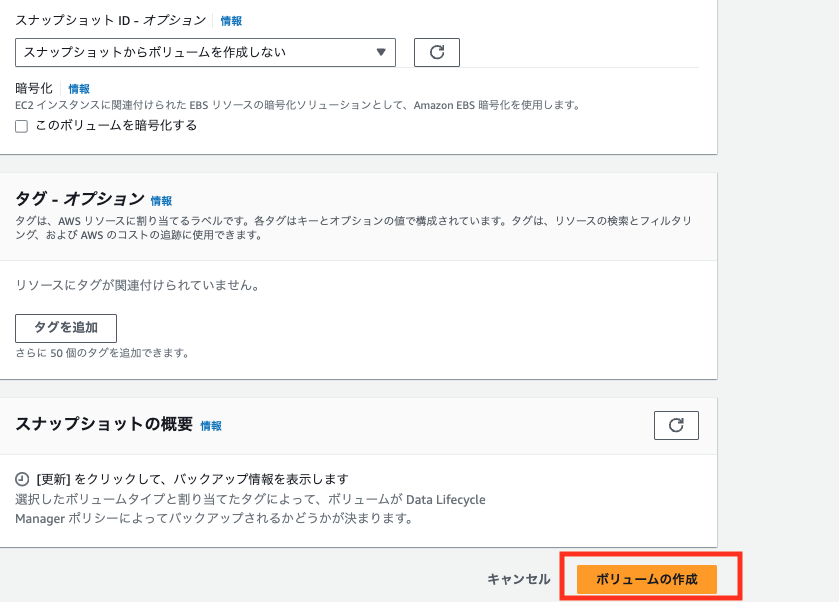 スナップショット ID - オプション 情報
スナップショットからボリュームを作成しない
暗号化 情報
EC2 インスタンスに関連付けられた EBS リソースの暗号化ソリューションとして、Amazon EBS 暗号化を使用します。
このボリュームを暗号化する
タグ - オプション 情報
タグは、AWS リソースに割り当てるラベルです。各タグはキーとオプションの値で構成されています。タグは、リソースの検索とフィルタリ
ング、および AWS のコストの追跡に使用できます。
リソースにタグが関連付けられていません。
タグを追加
さらに 50 個のタグを追加できます。
スナップショットの概要 情報
[更新] をクリックして、バックアップ情報を表示します
選択したボリュームタイプと割り当てたタグによって、ボリュームが Data Lifecycle
Manager ポリシーによってバックアップされるかどうかが決まります。
キャンセル ボリュームの作成